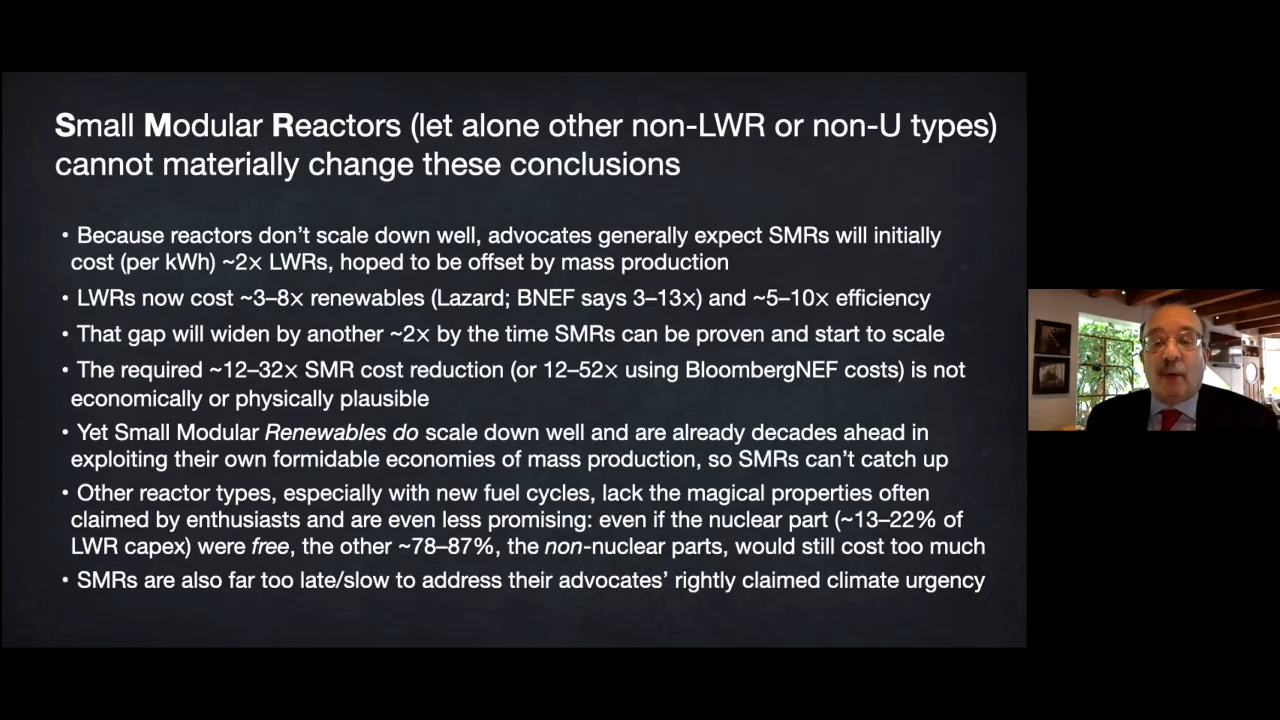 Small Modular Reactors (let alone other non-LWR or non-U types)
cannot materially change these conclusions
• Because reactors don’t scale down well, advocates generally expect SMRs will initially
cost (per kWh) ~2× LWRs, hoped to be offset by mass production
• LWRs now cost ~3–8× renewables (Lazard; BNEF says 3–13×) and ~5–10× efficiency
• That gap will widen by another ~2× by the time SMRs can be proven and start to scale
• The required ~12–32× SMR cost reduction (or 12–52× using BloombergNEF costs) is not
economically or physically plausible
• Yet Small Modular Renewables do scale down well and are already decades ahead in
exploiting their own formidable economies of mass production, so SMRs can’t catch up
• Other reactor types, especially with new fuel cycles, lack the magical properties often
claimed by enthusiasts and are even less promising: even if the nuclear part (~13–22% of
LWR capex) were free, the other ~78–87%, the non-nuclear parts, would still cost too much
• SMRs are also far too late/slow to address their advocates’ rightly claimed climate urgency